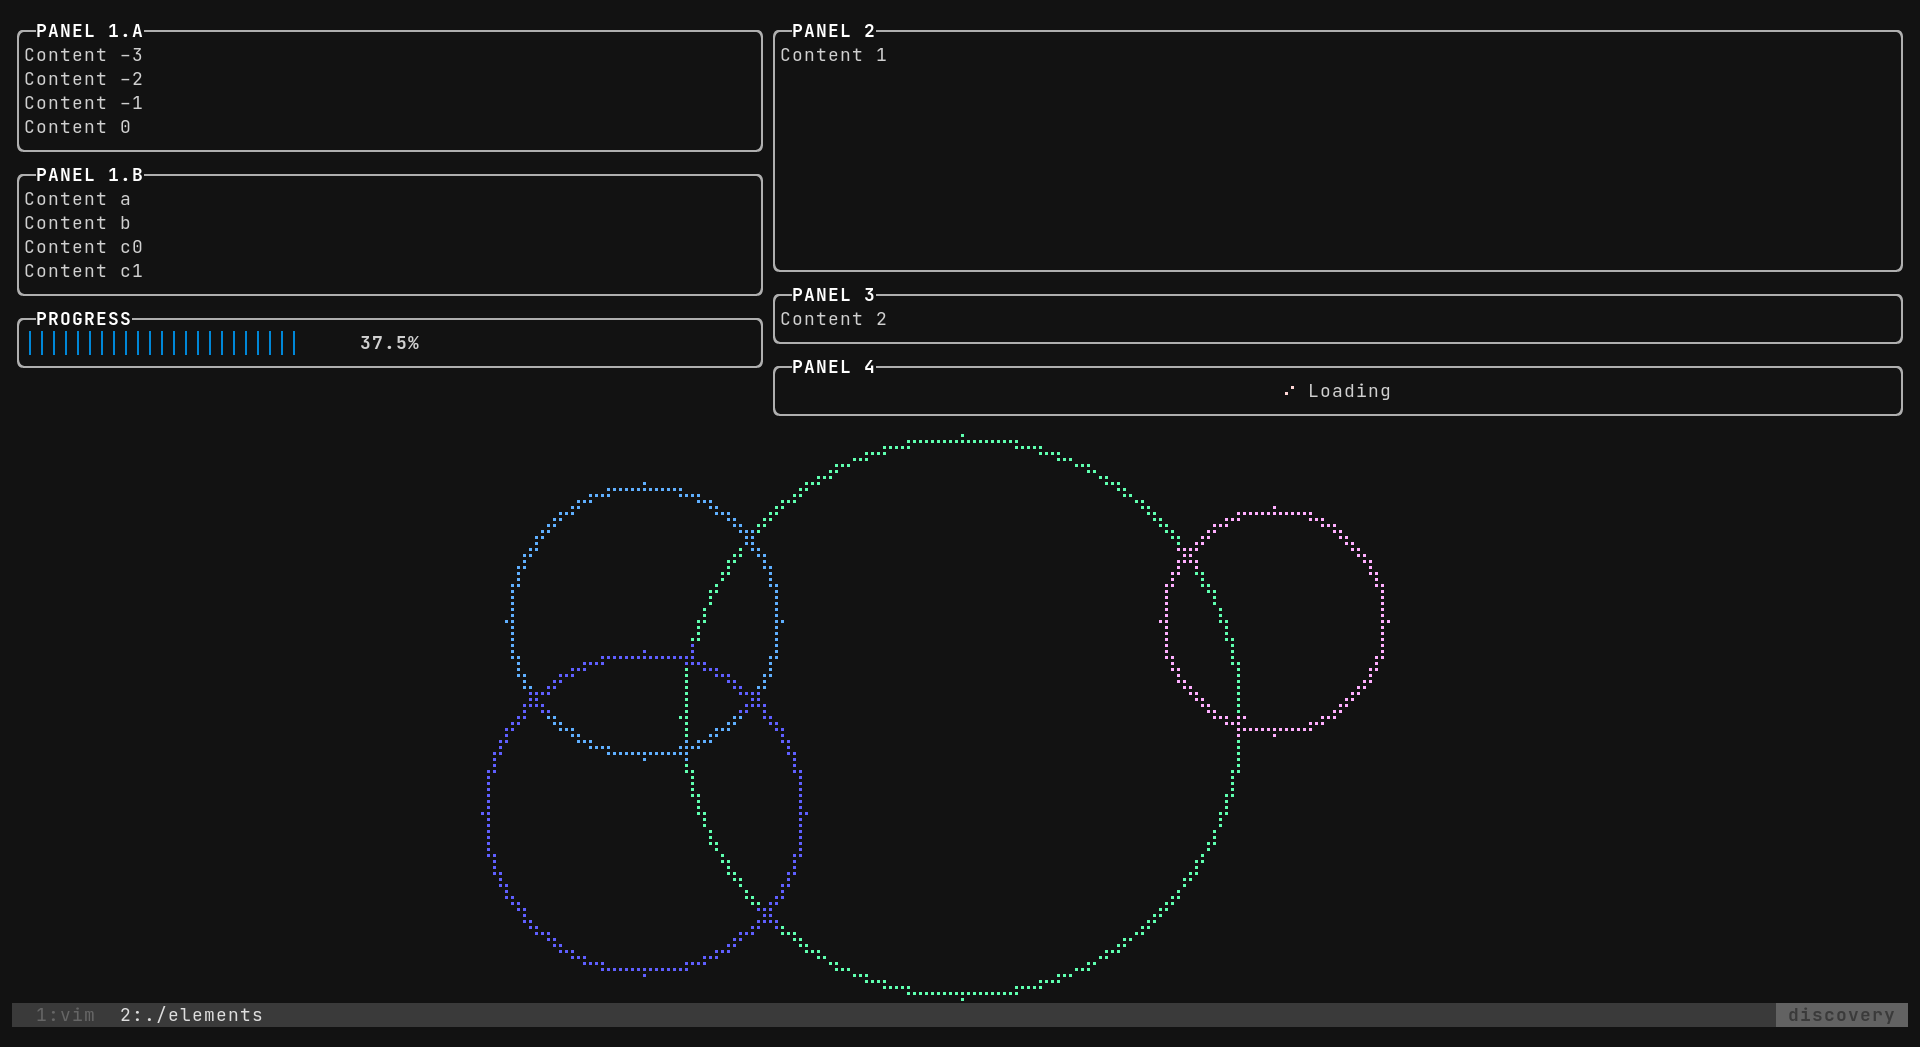 PANEL 1.A
Content -3
Content -2
Content -1
Content 0
PANEL 1.B
Content a
Content b
Content c0
Content c1
PROGRESS
37.5%
PANEL 2
Content 1
PANEL 3
Content 2
PANEL 4
Loading
1:vim 2:./elements discovery